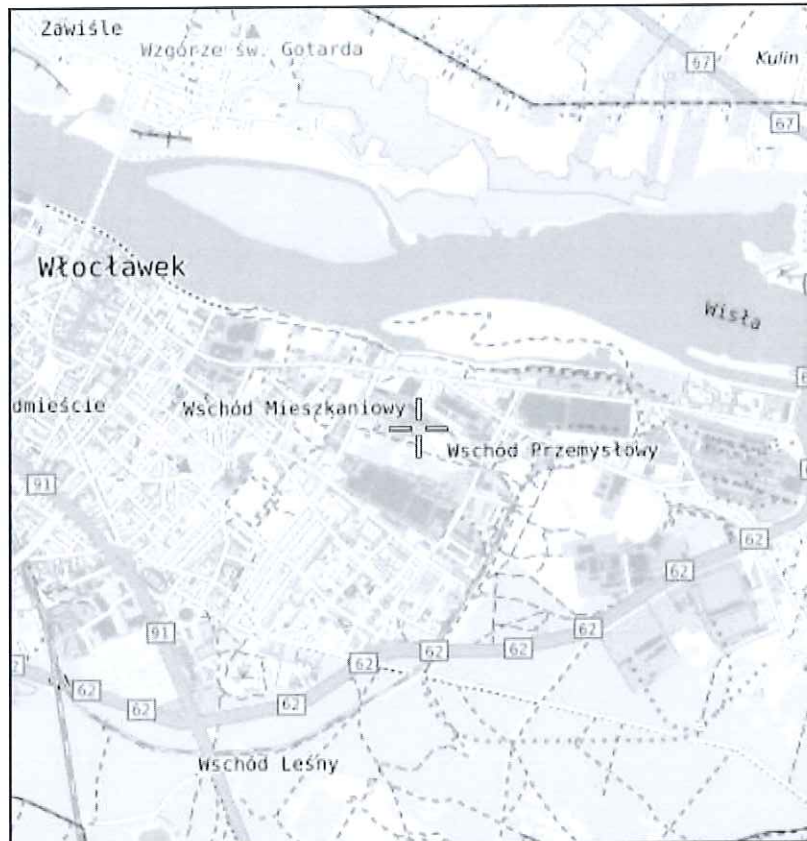 Zawiśle
Wzgórze św. Gotarda
67
Kulin
67
Włocławek
Wisła
dmieście
Wschód Mieszkaniowy
Wschód Przemysłowy
91
62
62
91
62
62
62
62
62
62
62
Wschód Leśny